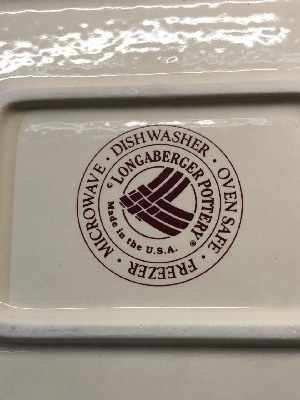 MICROWAVE · DISHWASHER · OVEN SAFE · FREEZER ·
© LONGABERGER POTTERY ®
Made in the U.S.A.